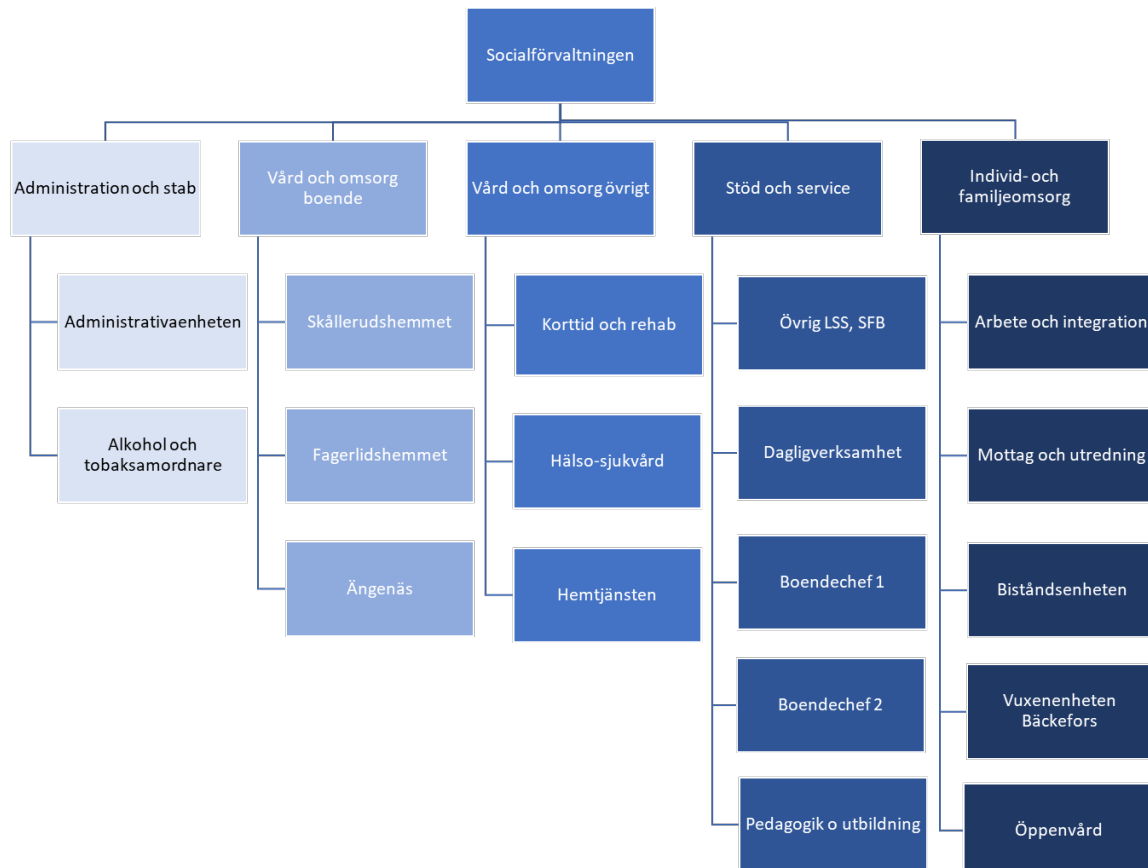 Socialförvaltningen
Administration och stab
Vård och omsorg
boende
Vård och omsorg övrigt
Stöd och service
Individ- och
familjeomsorg
Administrativaenheten
Alkohol och
tobaksamordnare
Skållerudshemmet
Fagerlidshemmet
Ängenäs
Korttid och rehab
Hälso-sjukvård
Hemtjänsten
Övrig LSS, SFB
Dagligverksamhet
Boendechef 1
Boendechef 2
Pedagogik o utbildning
Arbete och integration
Mottag och utredning
Biståndsenheten
Vuxenenheten
Bäckefors
Öppenvård